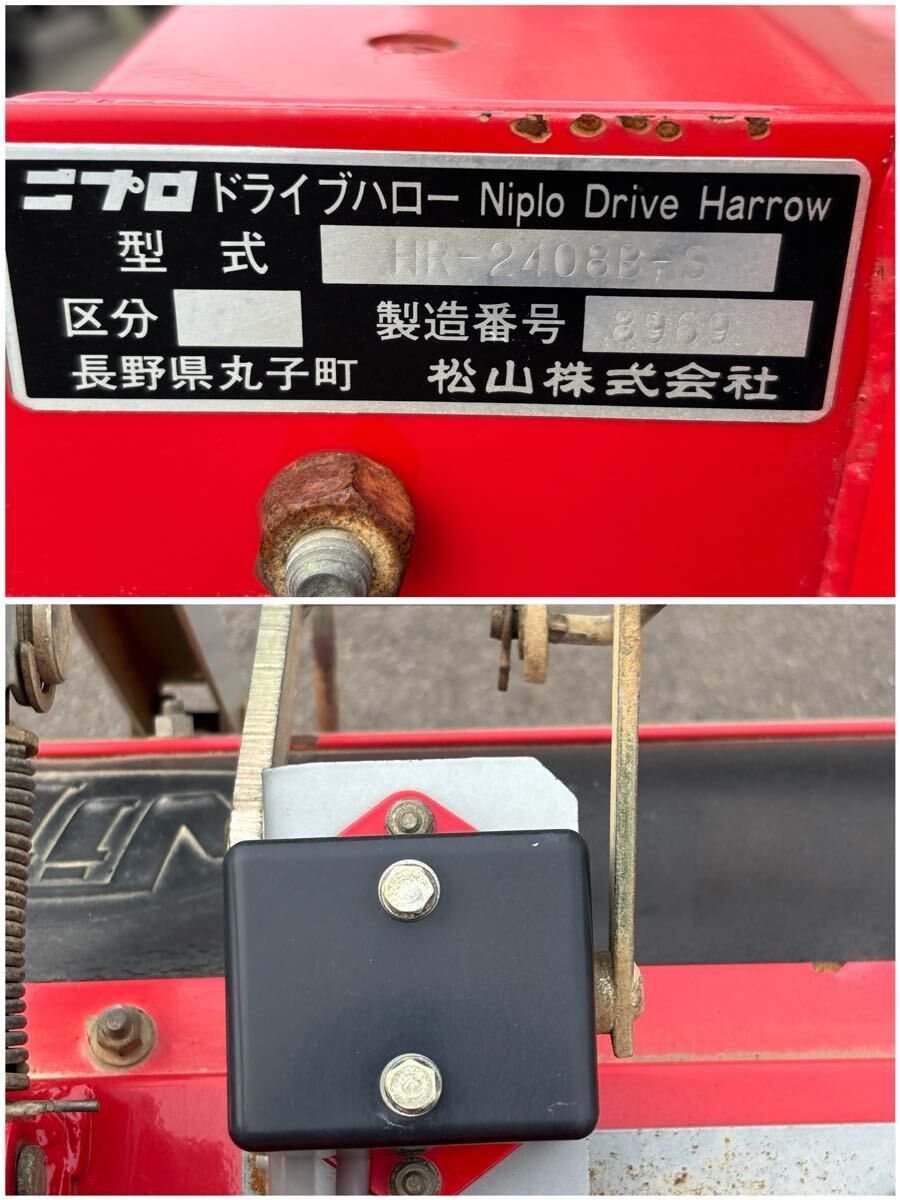 ニプロ ドライブハロー Niplo Drive Harrow
型式 HR-2408B-S
区分 製造番号 8969
長野県丸子町 松山株式会社